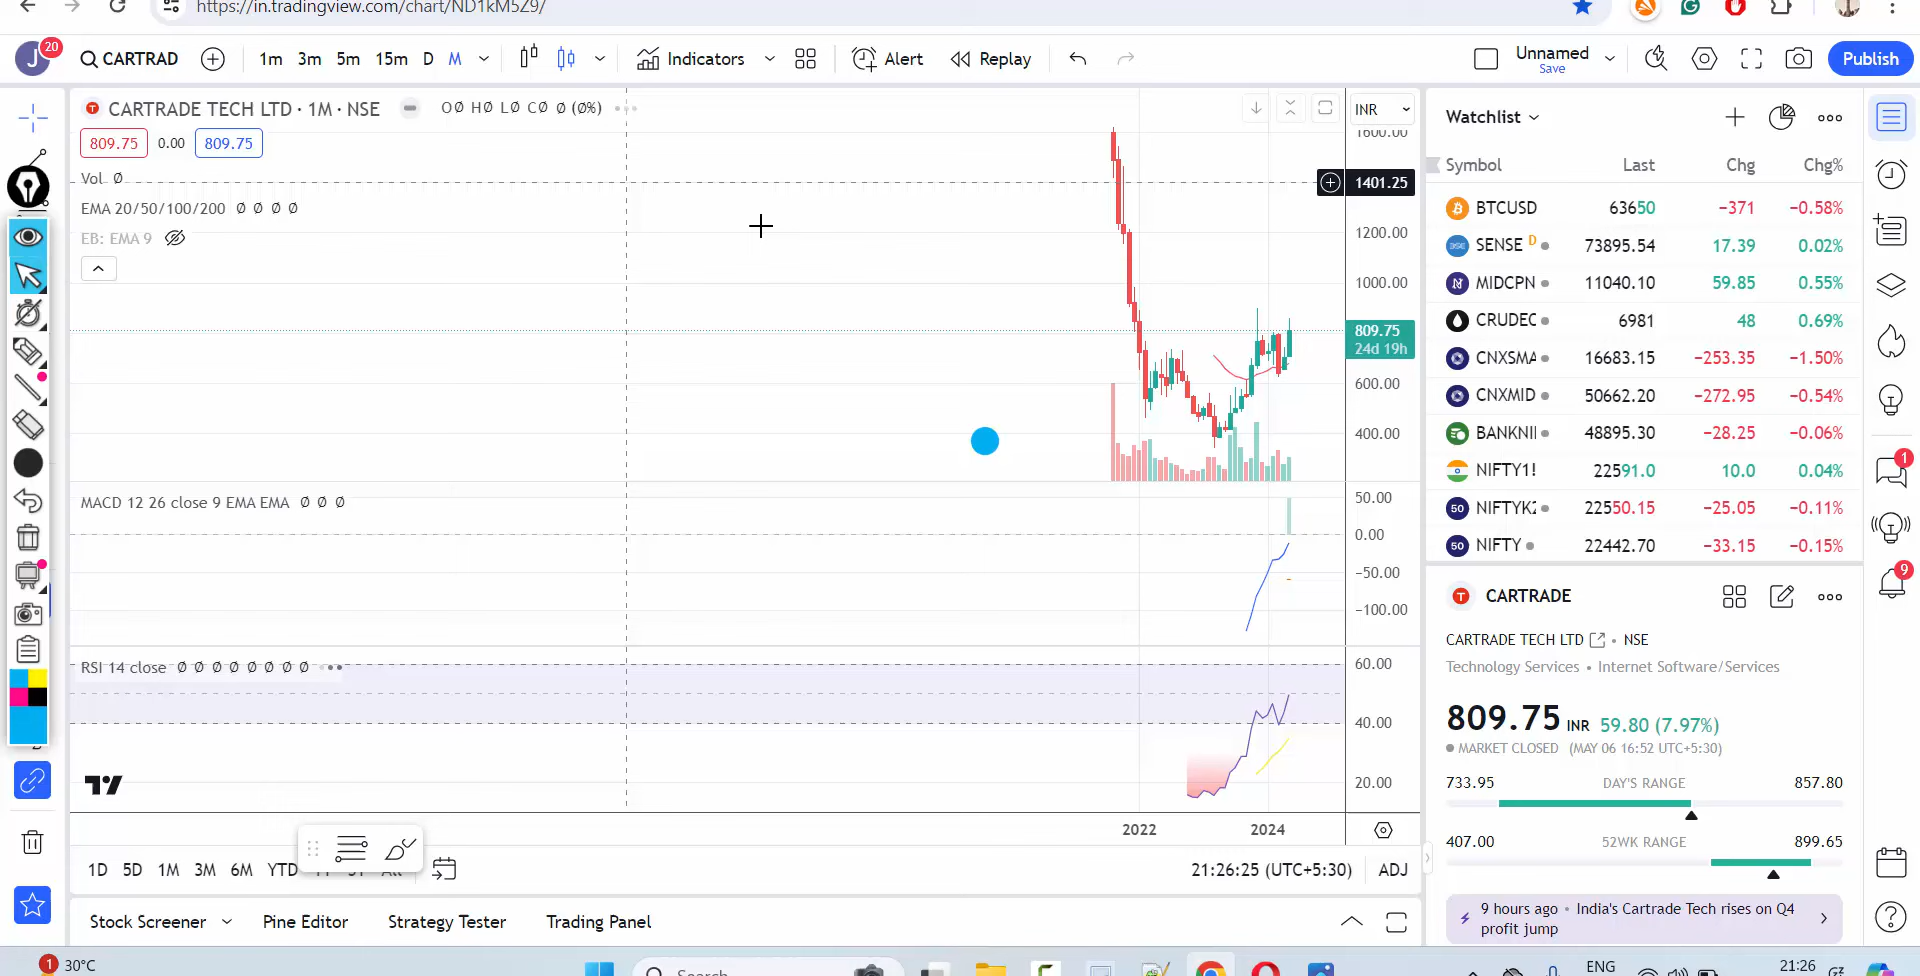 https://in.tradingview.com/chart/ND1kM5Z9/
J 20 CARTRAD 1m 3m 5m 15m D M Indicators Alert Replay Unnamed Save Publish
CARTRADE TECH LTD · 1M · NSE O∅ H∅ L∅ C∅ ∅ (0%) INR
809.75 0.00 809.75
Vol ∅
EMA 20/50/100/200 ∅ ∅ ∅ ∅
EB: EMA 9
1600.00
1401.25
1200.00
1000.00
809.75
24d 19h
600.00
400.00
MACD 12 26 close 9 EMA EMA ∅ ∅ ∅
50.00
0.00
−50.00
−100.00
RSI 14 close ∅ ∅ ∅ ∅ ∅ ∅ ∅ ∅
60.00
40.00
20.00
2022 2024
1D 5D 1M 3M 6M YTD 21:26:25 (UTC+5:30) ADJ
Stock Screener Pine Editor Strategy Tester Trading Panel
Watchlist
Symbol Last Chg Chg%
BTCUSD 63650 −371 −0.58%
SENSE D 73895.54 17.39 0.02%
MIDCPN 11040.10 59.85 0.55%
CRUDEC 6981 48 0.69%
CNXSMA 16683.15 −253.35 −1.50%
CNXMID 50662.20 −272.95 −0.54%
BANKNI 48895.30 −28.25 −0.06%
NIFTY1! 22591.0 10.0 0.04%
50 NIFTYK2 22550.15 −25.05 −0.11%
50 NIFTY 22442.70 −33.15 −0.15%
CARTRADE
CARTRADE TECH LTD • NSE
Technology Services • Internet Software/Services
809.75 INR 59.80 (7.97%)
MARKET CLOSED (MAY 06 16:52 UTC+5:30)
733.95 DAY'S RANGE 857.80
407.00 52WK RANGE 899.65
9 hours ago • India's Cartrade Tech rises on Q4
profit jump
1
9
1 30°C Search ENG 21:26